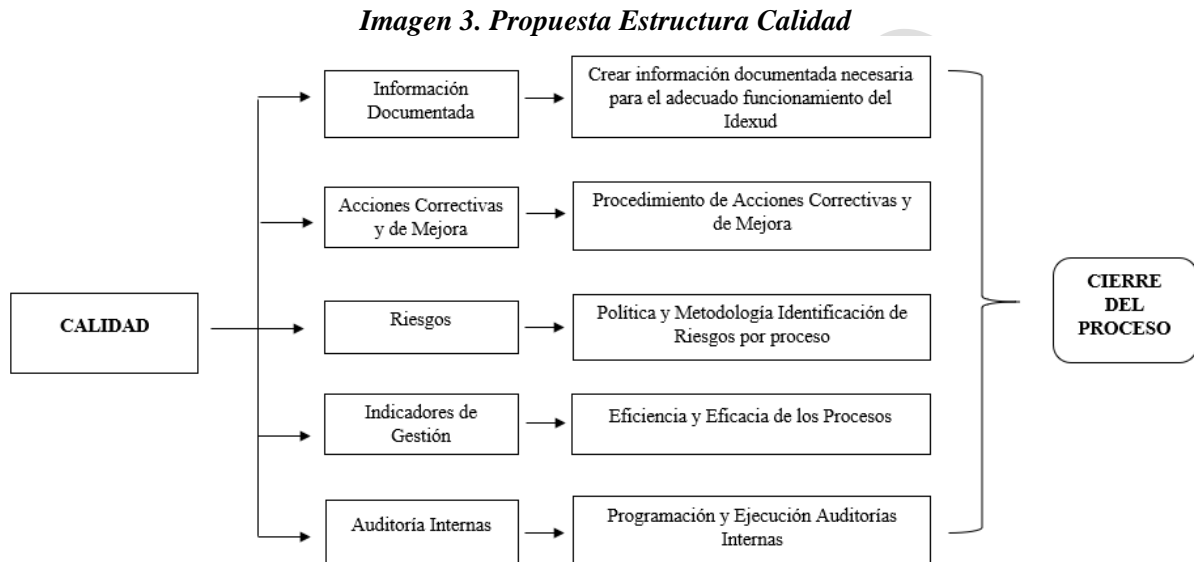 Imagen 3. Propuesta Estructura Calidad
Información
Documentada
Crear información documentada necesaria
para el adecuado funcionamiento del
Idexud
Acciones Correctivas
y de Mejora
Procedimiento de Acciones Correctivas y
de Mejora
CALIDAD
Riesgos
Política y Metodología Identificación de
Riesgos por proceso
Indicadores de
Gestión
Eficiencia y Eficacia de los Procesos
Auditoría Internas
Programación y Ejecución Auditorías
Internas
CIERRE
DEL
PROCESO